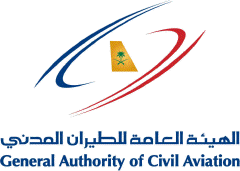 الهيئة العامة للطيران المدني
General Authority of Civil Aviation